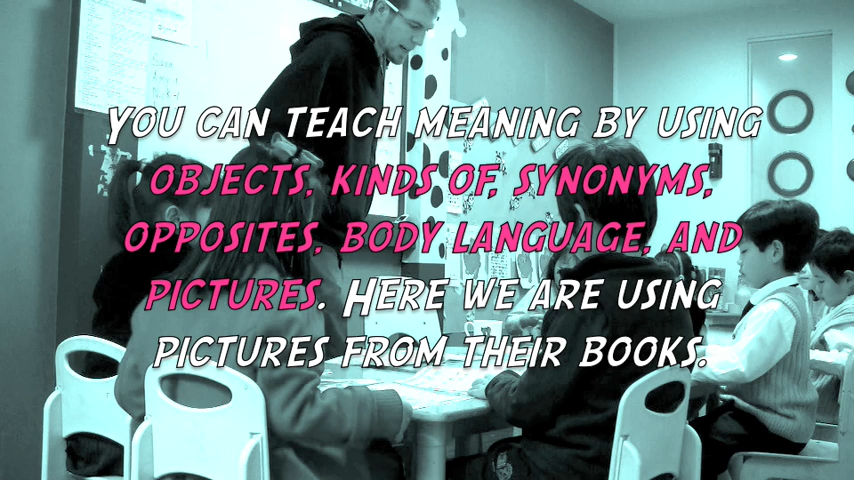 You can teach meaning by using
objects, kinds of, synonyms,
opposites, body language, and
pictures. Here we are using
pictures from their books.